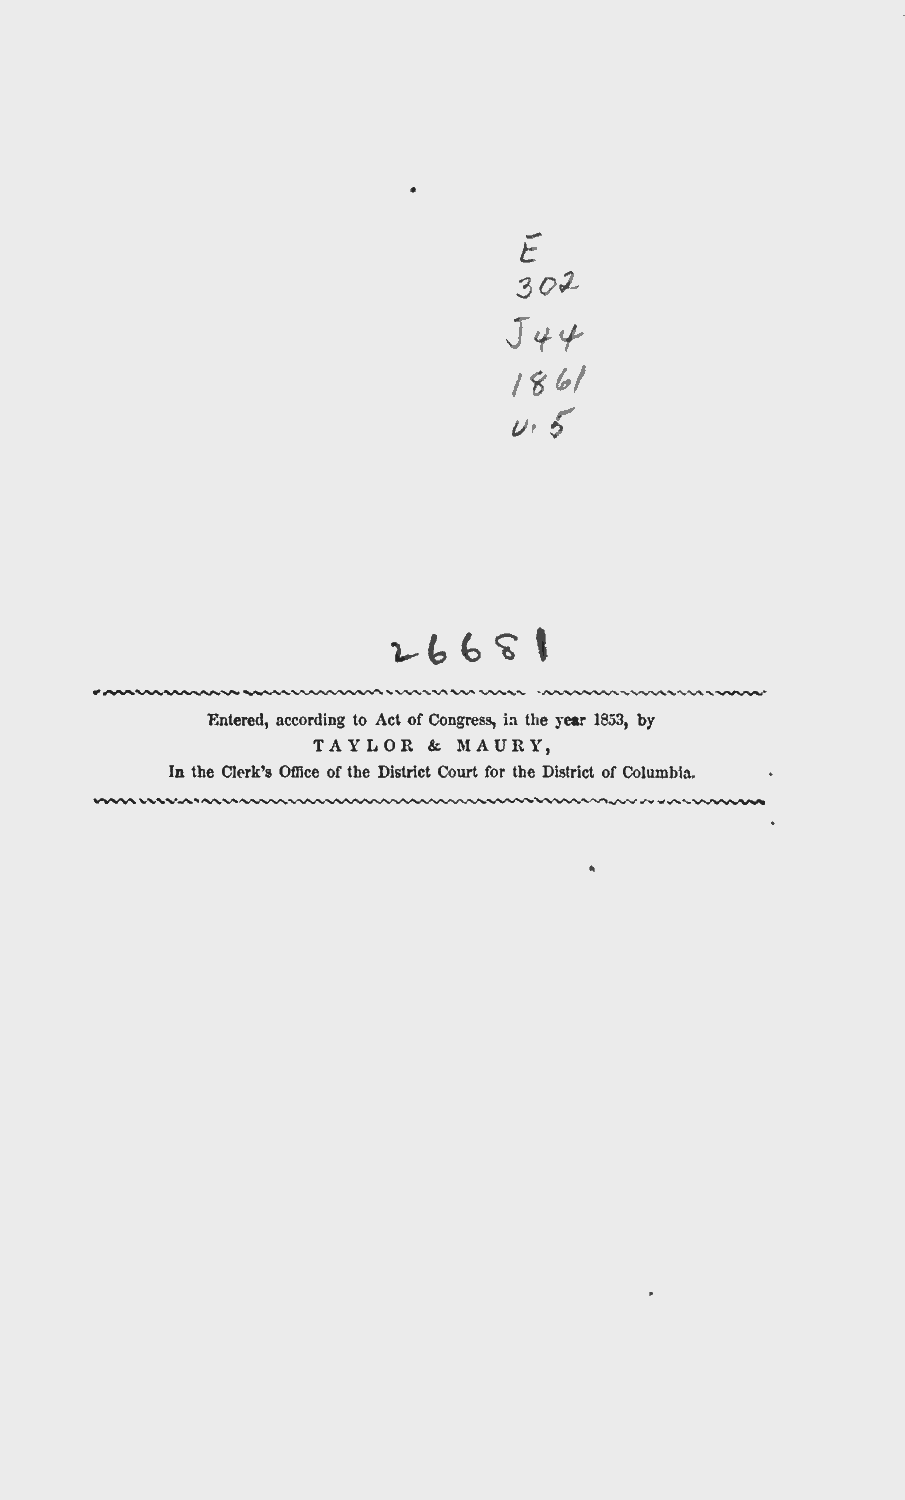 E
302
J44
1861
v. 5
26681
Entered, according to Act of Congress, in the year 1853, by
TAYLOR & MAURY,
In the Clerk's Office of the District Court for the District of Columbia.